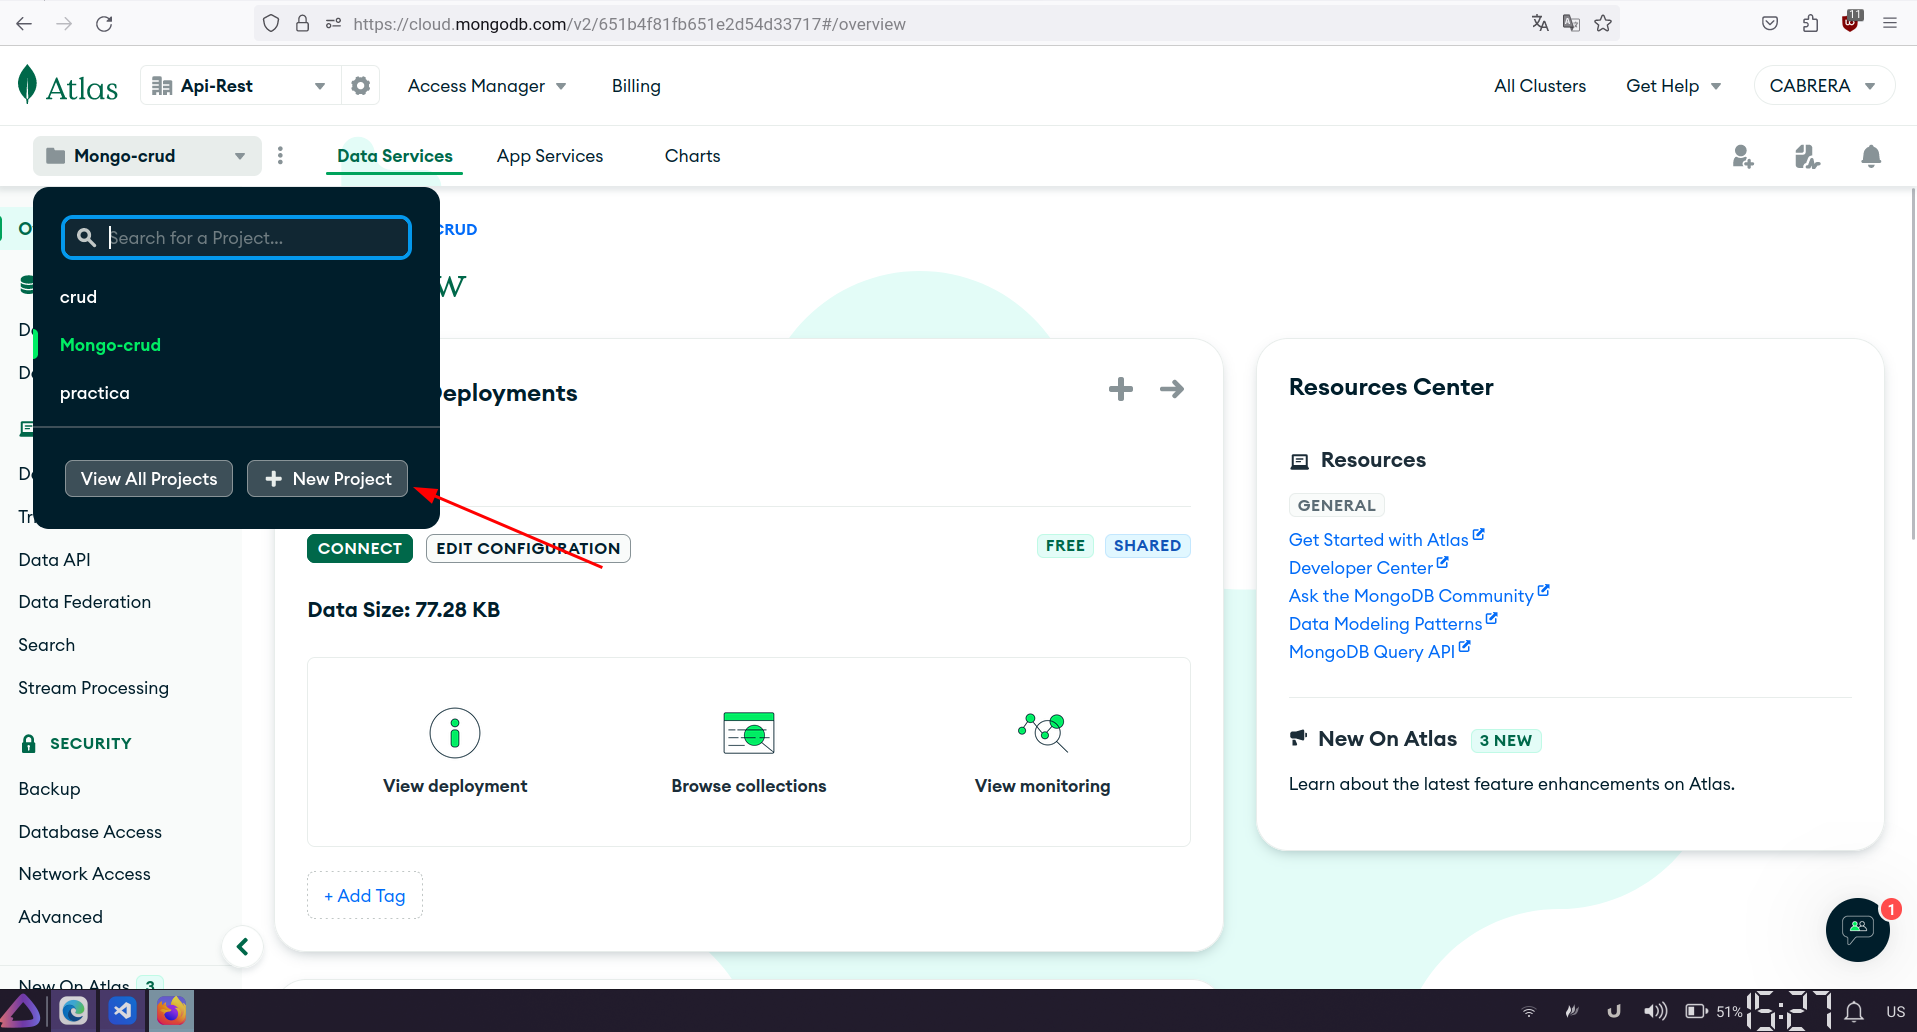 https://cloud.mongodb.com/v2/651b4f81fb651e2d54d33717#/overview
11
Atlas
Api-Rest
Access Manager
Billing
All Clusters
Get Help
CABRERA
Mongo-crud
Data Services
App Services
Charts
Search for a Project...
crud
Mongo-crud
practica
View All Projects
New Project
CRUD
W
Deployments
CONNECT
EDIT CONFIGURATION
FREE
SHARED
Data Size: 77.28 KB
View deployment
Browse collections
View monitoring
+ Add Tag
Data API
Data Federation
Search
Stream Processing
SECURITY
Backup
Database Access
Network Access
Advanced
New On Atlas 3
Resources Center
Resources
GENERAL
Get Started with Atlas
Developer Center
Ask the MongoDB Community
Data Modeling Patterns
MongoDB Query API
New On Atlas
3 NEW
Learn about the latest feature enhancements on Atlas.
1
51%
15:27
US